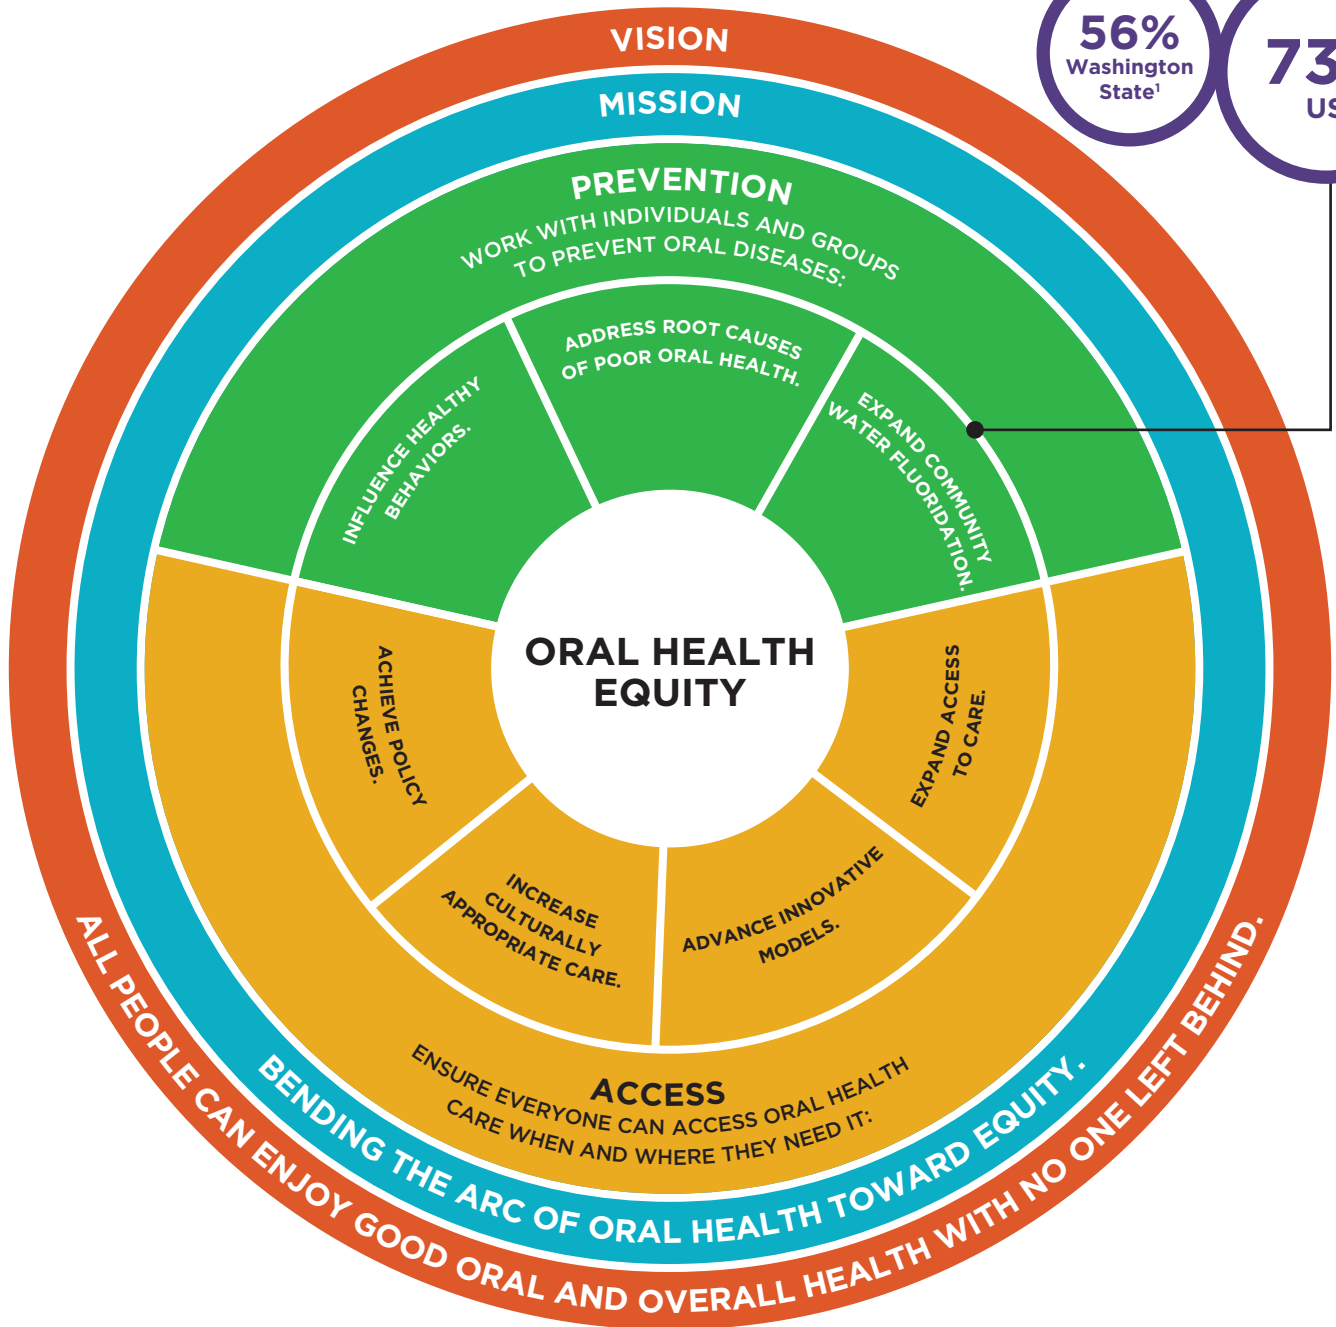 VISION
MISSION
56%
Washington
State¹
73
US
PREVENTION
WORK WITH INDIVIDUALS AND GROUPS
TO PREVENT ORAL DISEASES:
INFLUENCE HEALTHY
BEHAVIORS.
ADDRESS ROOT CAUSES
OF POOR ORAL HEALTH.
EXPAND COMMUNITY
WATER FLUORIDATION.
ORAL HEALTH
EQUITY
ACHIEVE POLICY
CHANGES.
INCREASE
CULTURALLY
APPROPRIATE CARE.
ADVANCE INNOVATIVE
MODELS.
EXPAND ACCESS
TO CARE.
ACCESS
ENSURE EVERYONE CAN ACCESS ORAL HEALTH
CARE WHEN AND WHERE THEY NEED IT:
BENDING THE ARC OF ORAL HEALTH TOWARD EQUITY.
ALL PEOPLE CAN ENJOY GOOD ORAL AND OVERALL HEALTH WITH NO ONE LEFT BEHIND.